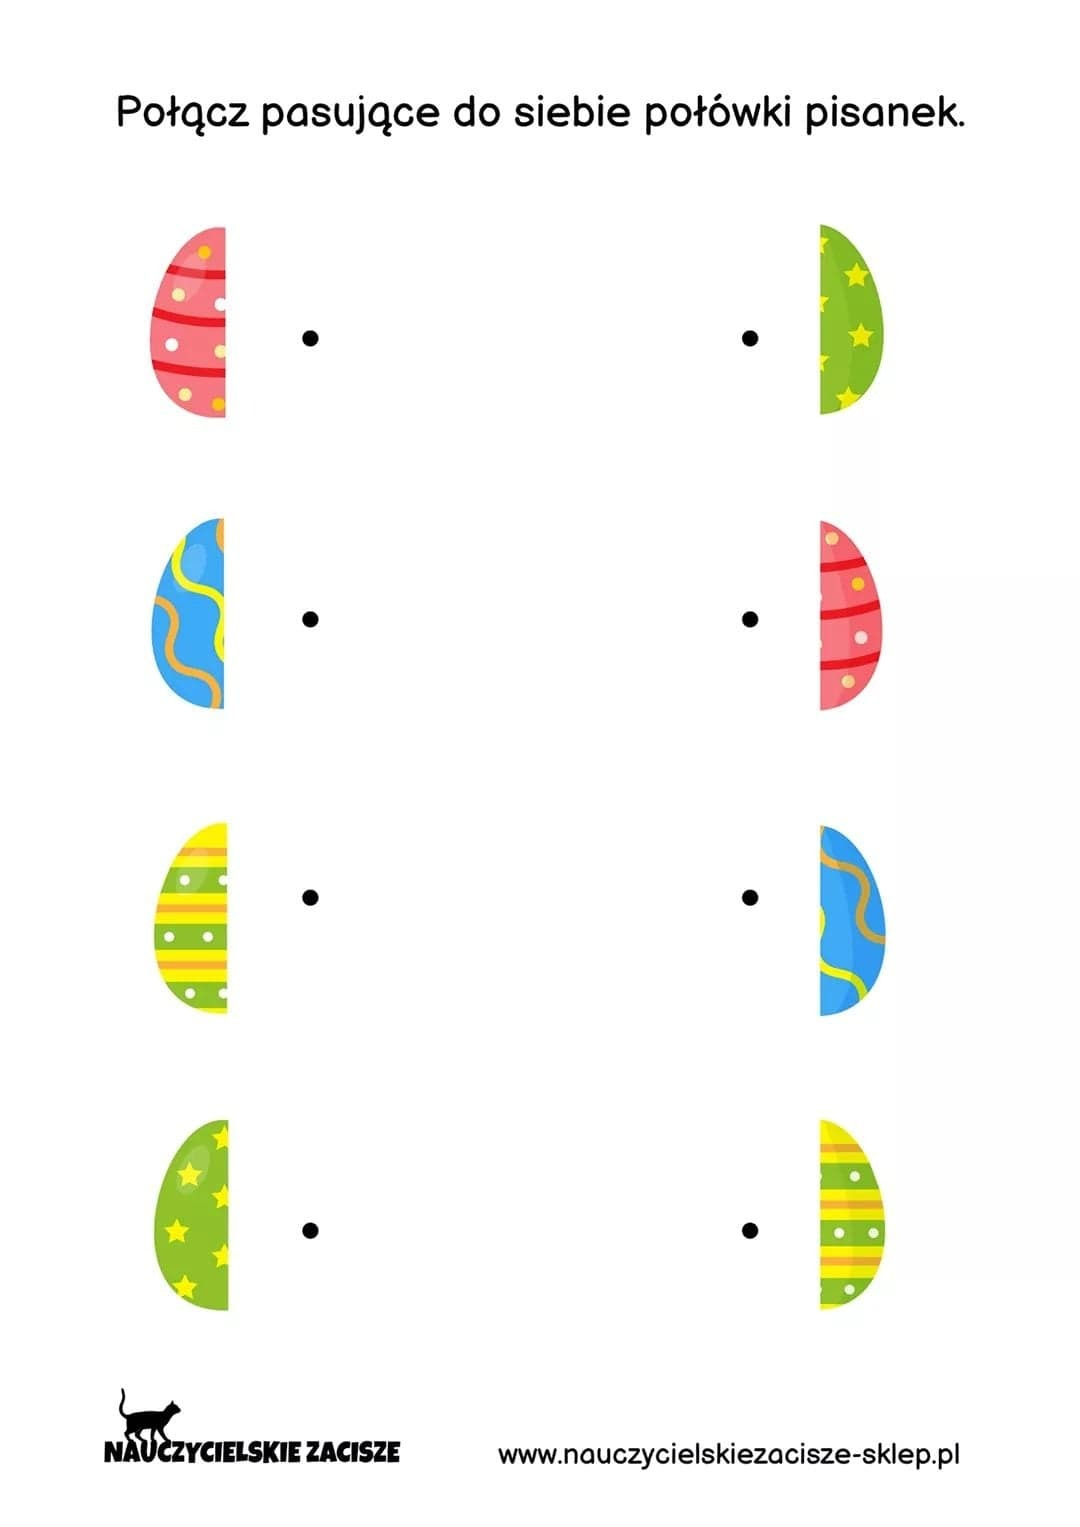 Połącz pasujące do siebie połówki pisanek.
NAUCZYCIELSKIE ZACISZE
www.nauczycielskiezacisze-sklep.pl